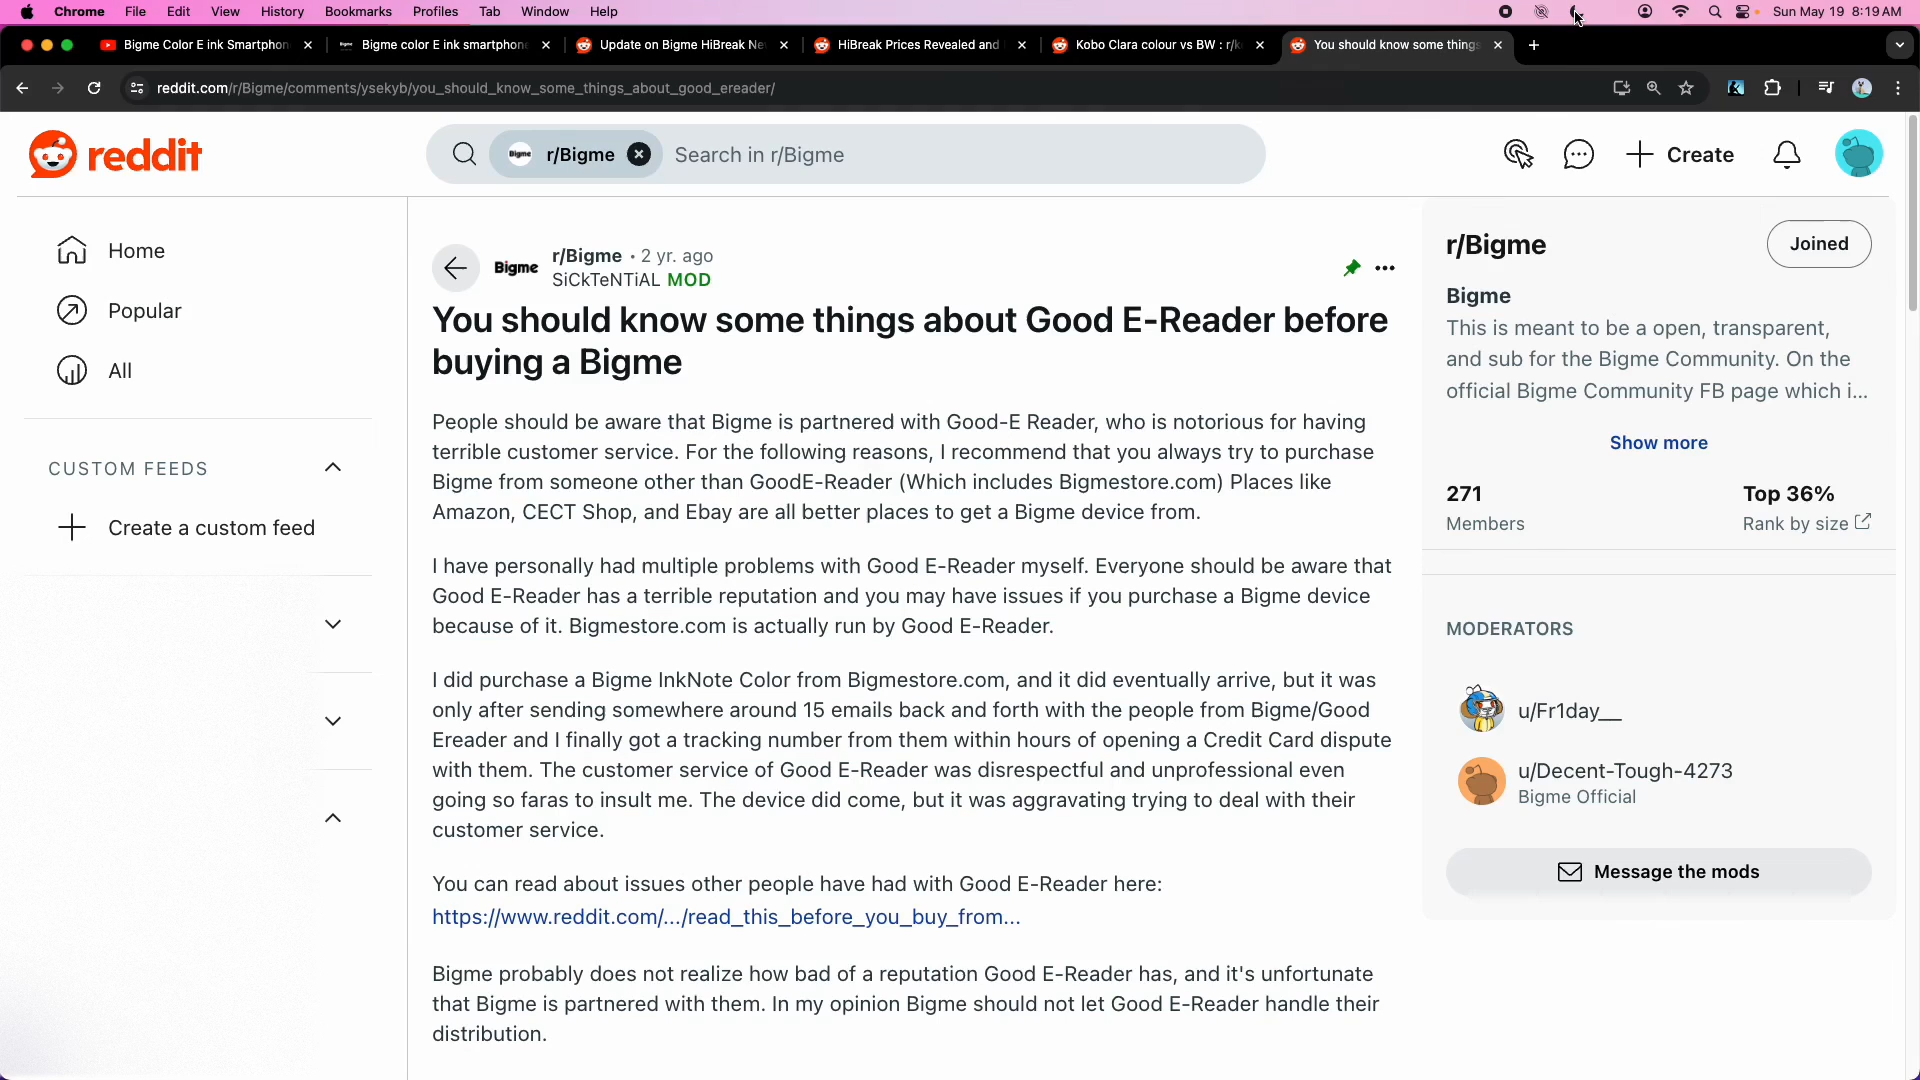 Chrome File Edit View History Bookmarks Profiles Tab Window Help Sun May 19 8:19 AM
Bigme Color E ink Smartphon Bigme color E ink smartphone Update on Bigme HiBreak Ne HiBreak Prices Revealed and Kobo Clara colour vs BW : r/k You should know some things
reddit.com/r/Bigme/comments/ysekyb/you_should_know_some_things_about_good_ereader/
reddit
Bigme r/Bigme Search in r/Bigme
Create
Home
Popular
All
CUSTOM FEEDS
Create a custom feed
Bigme
r/Bigme • 2 yr. ago
SiCkTeNTiAL MOD
You should know some things about Good E-Reader before
buying a Bigme
People should be aware that Bigme is partnered with Good-E Reader, who is notorious for having
terrible customer service. For the following reasons, I recommend that you always try to purchase
Bigme from someone other than GoodE-Reader (Which includes Bigmestore.com) Places like
Amazon, CECT Shop, and Ebay are all better places to get a Bigme device from.
I have personally had multiple problems with Good E-Reader myself. Everyone should be aware that
Good E-Reader has a terrible reputation and you may have issues if you purchase a Bigme device
because of it. Bigmestore.com is actually run by Good E-Reader.
I did purchase a Bigme InkNote Color from Bigmestore.com, and it did eventually arrive, but it was
only after sending somewhere around 15 emails back and forth with the people from Bigme/Good
Ereader and I finally got a tracking number from them within hours of opening a Credit Card dispute
with them. The customer service of Good E-Reader was disrespectful and unprofessional even
going so faras to insult me. The device did come, but it was aggravating trying to deal with their
customer service.
You can read about issues other people have had with Good E-Reader here:
https://www.reddit.com/.../read_this_before_you_buy_from...
Bigme probably does not realize how bad of a reputation Good E-Reader has, and it's unfortunate
that Bigme is partnered with them. In my opinion Bigme should not let Good E-Reader handle their
distribution.
r/Bigme Joined
Bigme
This is meant to be a open, transparent,
and sub for the Bigme Community. On the
official Bigme Community FB page which i...
Show more
271 Top 36%
Members Rank by size
MODERATORS
u/Fr1day__
u/Decent-Tough-4273
Bigme Official
Message the mods